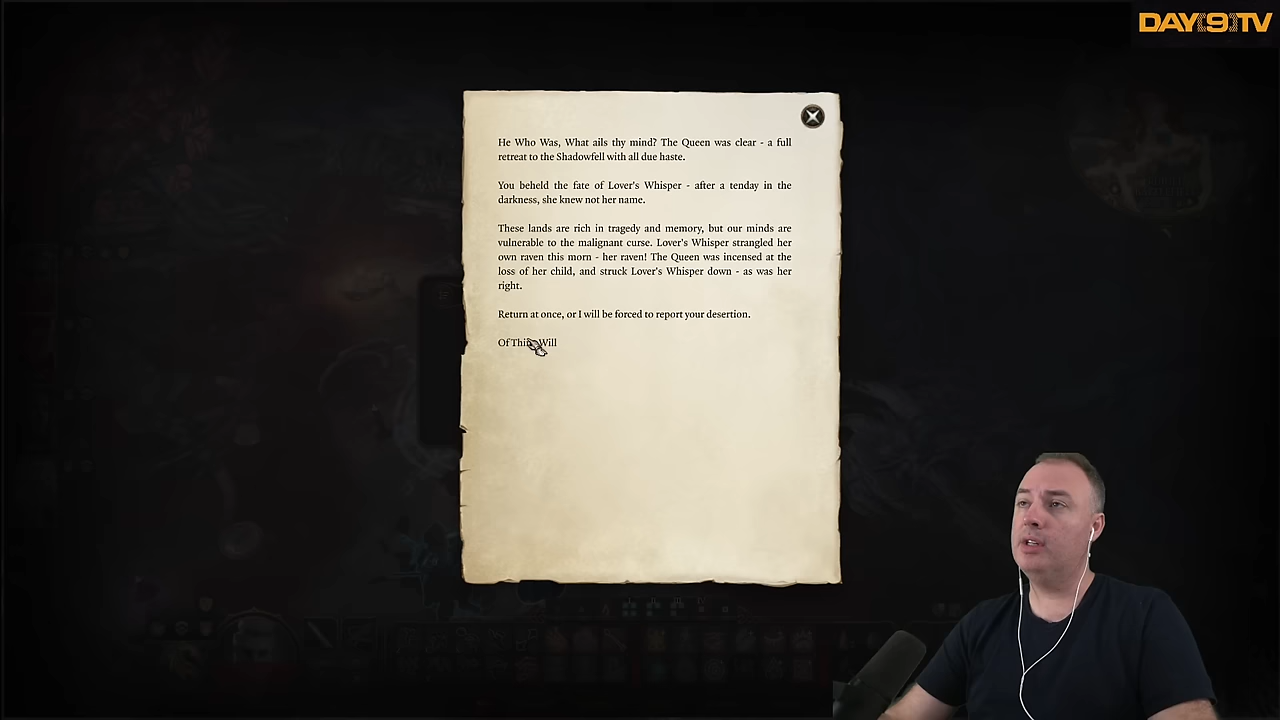 DAY[9]TV
He Who Was, What ails thy mind? The Queen was clear - a full
retreat to the Shadowfell with all due haste.
You beheld the fate of Lover's Whisper - after a tenday in the
darkness, she knew not her name.
These lands are rich in tragedy and memory, but our minds are
vulnerable to the malignant curse. Lover's Whisper strangled her
own raven this morn - her raven! The Queen was incensed at the
loss of her child, and struck Lover's Whisper down - as was her
right.
Return at once, or I will be forced to report your desertion.
Of Will